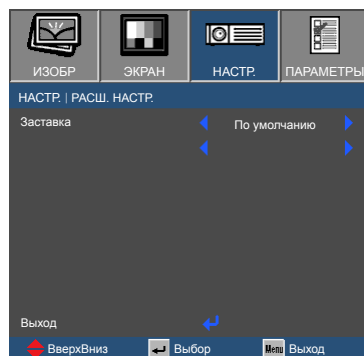 ИЗОБР ЭКРАН НАСТР. ПАРАМЕТРЫ
НАСТР. | РАСШ. НАСТР.
Заставка По умолчанию
Выход
ВверхВниз Выбор Menu Выход